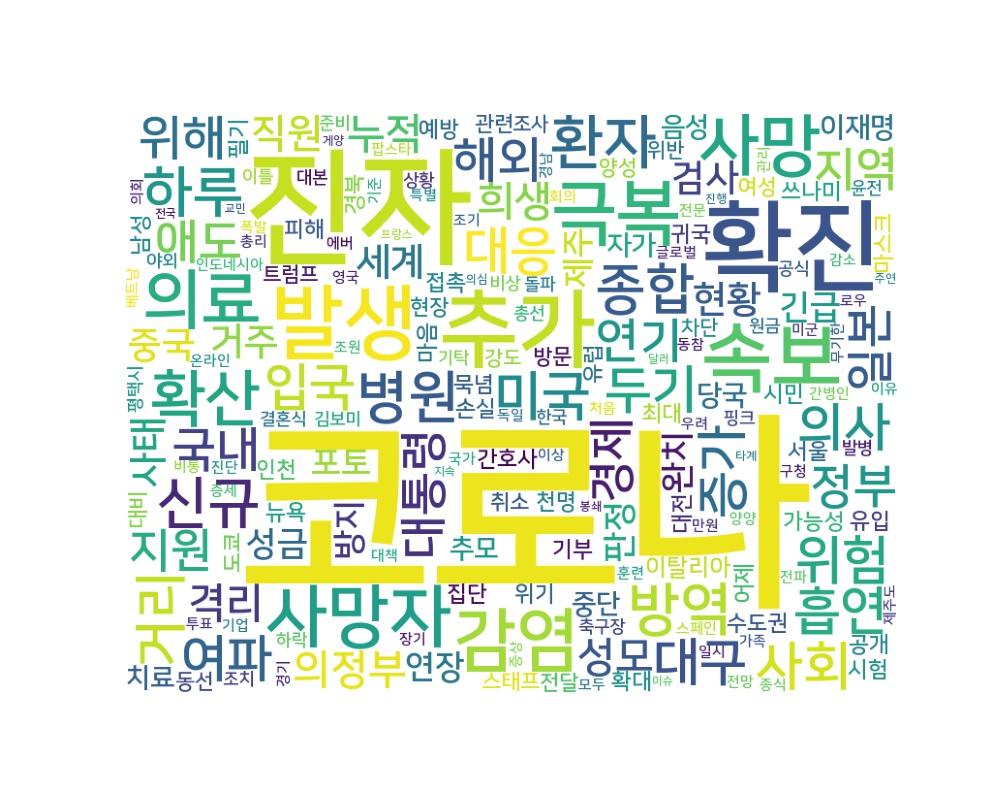 위해
필기
직원
준비
누적
예방
관련조사
환자
음성
위반
사망
관리
이재명
지역
게양
팝스타
해외
경남
하루
이틀
진자
대본
경북
기준
상황
특별
희생
회의
양성
극복
검사
여성
쓰나미
윤전
의회
교민
남성
전국
애도
폭발
총리
피해
에버
프랑스
조기
대응
제주
전문
자가
귀국
글로벌
진행
확진
공식
감소
마스크
주연
야외
인도네시아
베트남
의료
트럼프
영국
세계
접촉
의심
비상
돌파
종합
현황
긴급
로우
중국
거주
발생
조원
현장
마음
추가
총선
기탁
강도
방문
유럽
연기
차단
동참
원금
미군
달러
속보
무기한
일본
온라인
평택시
확산
입국
병원
묵념
손실
미국
독일
한국
처음
두기
당국
최대
우려
핑크
시민
간병인
이유
결혼식
김보미
사태
국내
비통
진단
인천
포토
코로나
대통령
국가
지속
간호사
이상
경제
완치
대전
증가
타계
서울
구청
의사
발병
대비
신규
증세
뉴욕
방지
취소
천명
봉쇄
만원
양양
가능성
유입
정부
지원
도쿄
성금
대책
추모
기부
판정
훈련
이탈리아
어제
전파
위험
거리
격리
투표
기업
사망자
장기
집단
위기
중단
축구장
방역
스페인
수도권
흡연
제주도
여파
하락
감염
증상
성모
대구
일시
가족
사회
공개
시험
치료
동선
조치
경기
의정부
연장
스태프
전달
모두
확대
이슈
전망
종식